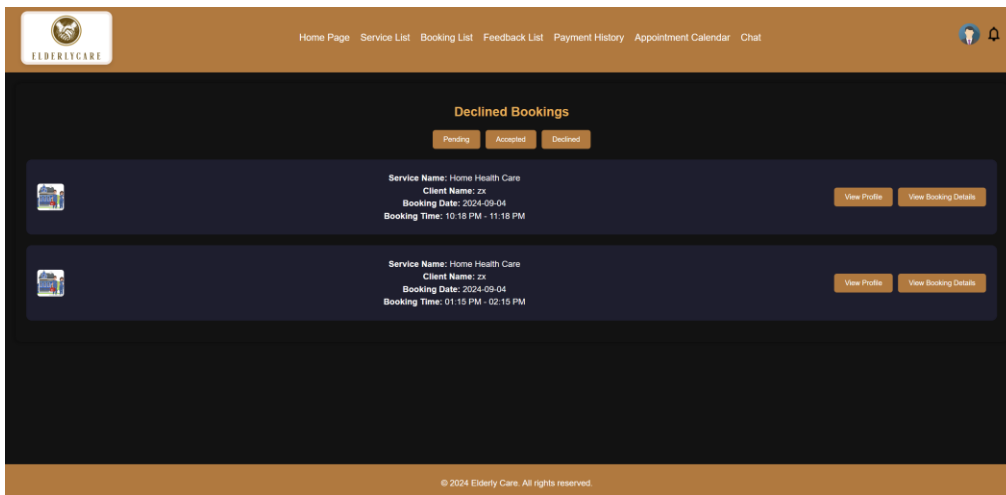 ELDERLYCARE
Home Page Service List Booking List Feedback List Payment History Appointment Calendar Chat
Declined Bookings
Pending Accepted Declined
Service Name: Home Health Care
Client Name: zx
Booking Date: 2024-09-04
Booking Time: 10:18 PM - 11:18 PM
View Profile View Booking Details
Service Name: Home Health Care
Client Name: zx
Booking Date: 2024-09-04
Booking Time: 01:15 PM - 02:15 PM
View Profile View Booking Details
© 2024 Elderly Care. All rights reserved.